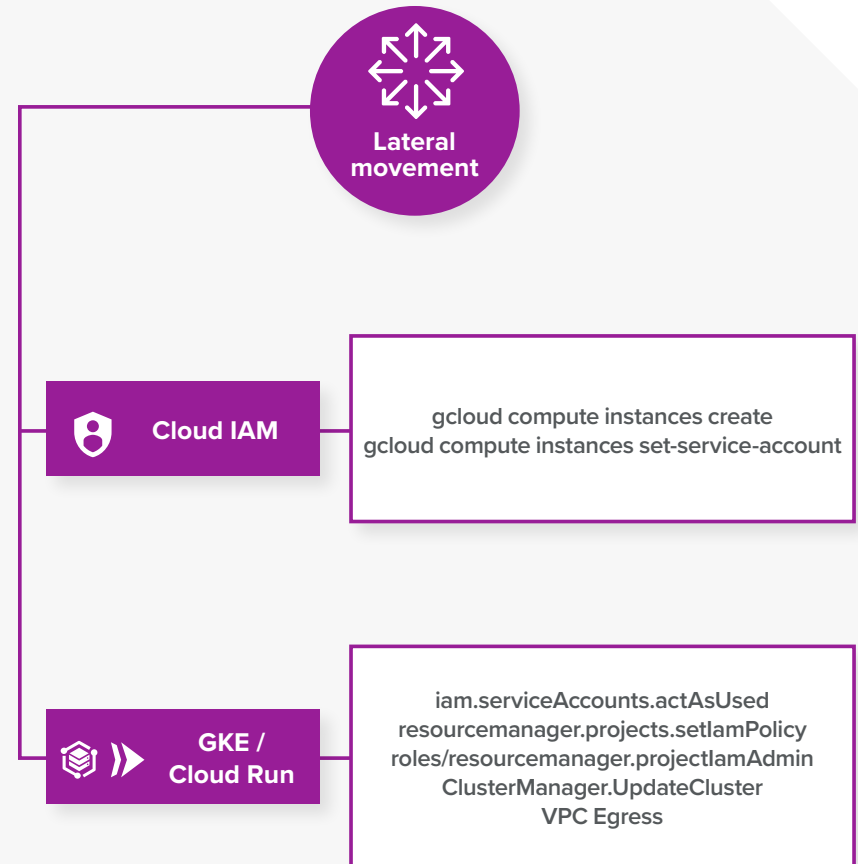 Lateral
movement
Cloud IAM
gcloud compute instances create
gcloud compute instances set-service-account
GKE /
Cloud Run
iam.serviceAccounts.actAsUsed
resourcemanager.projects.setIamPolicy
roles/resourcemanager.projectIamAdmin
ClusterManager.UpdateCluster
VPC Egress